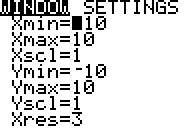 WINDOW SETTINGS
Xmin=█10
Xmax=10
Xscl=1
Ymin=-10
Ymax=10
Yscl=1
Xres=3